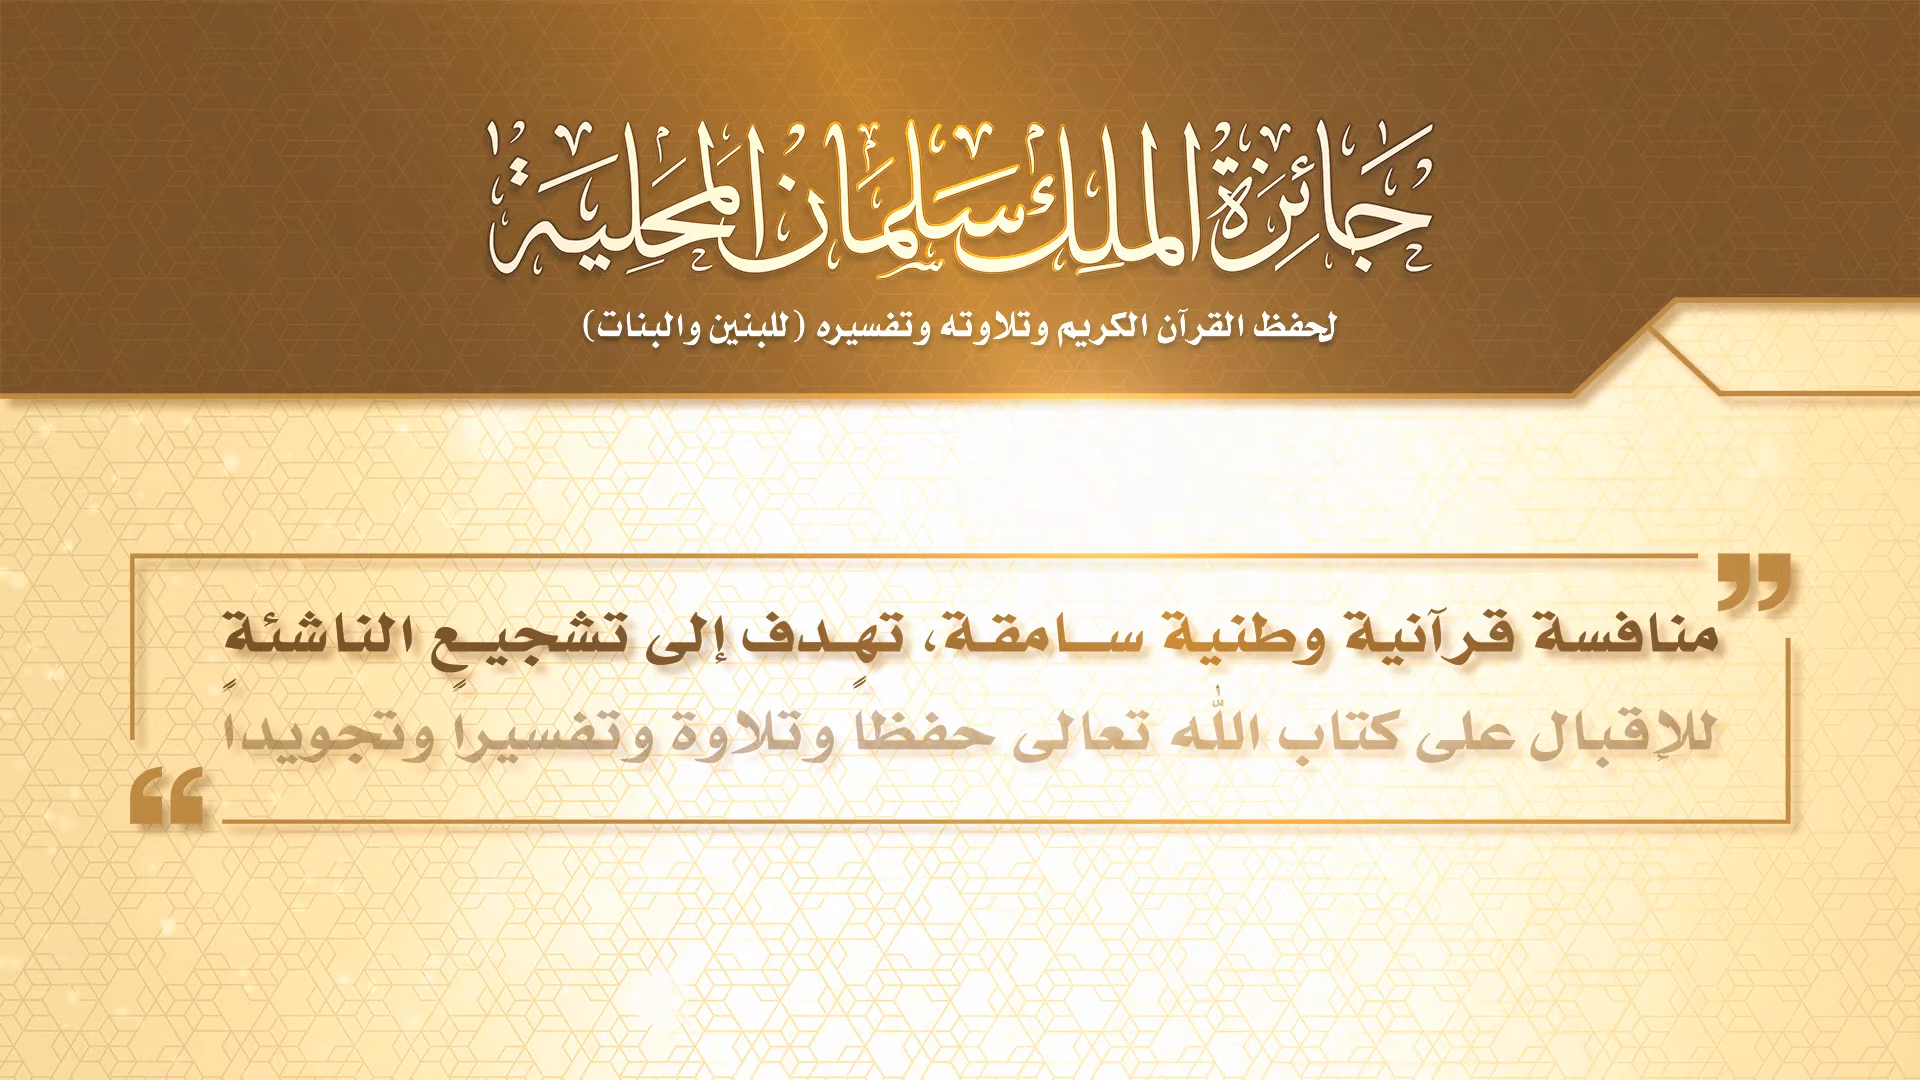 جائزة الملك سلمان المحلية
لحفظ القرآن الكريم وتلاوته وتفسيره (للبنين والبنات)
منافسة قرآنية وطنية سامقة، تهدف إلى تشجيع الناشئة
للإقبال على كتاب الله تعالى حفظا وتلاوة وتفسيرا وتجويدا